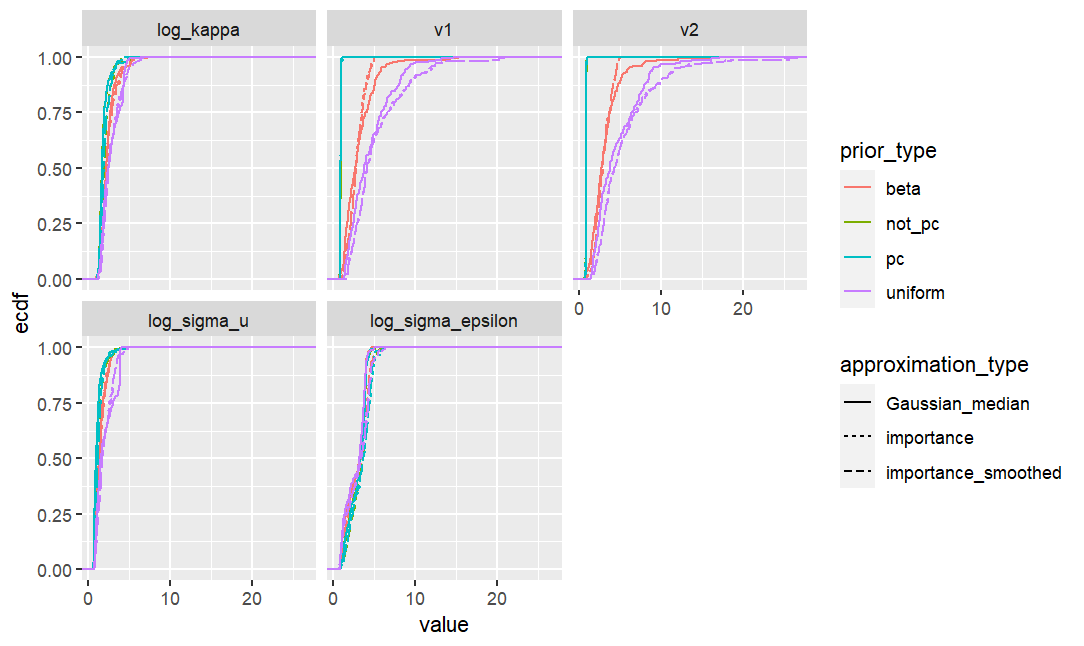 log_kappa
v1
v2
1.00
0.75
0.50
0.25
0.00
0
10
20
log_sigma_u
log_sigma_epsilon
1.00
0.75
0.50
0.25
0.00
0
10
20
0
10
20
value
ecdf
prior_type
beta
not_pc
pc
uniform
approximation_type
Gaussian_median
importance
importance_smoothed